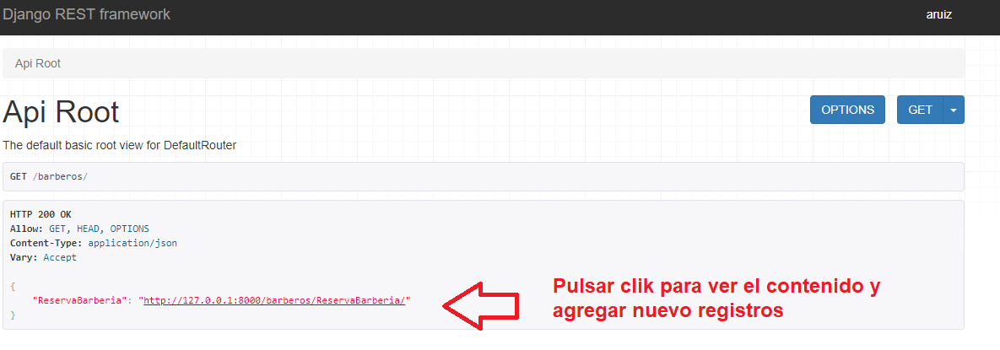 Django REST framework
aruiz
Api Root
Api Root
OPTIONS
GET
The default basic root view for DefaultRouter
GET /barberos/
HTTP 200 OK
Allow: GET, HEAD, OPTIONS
Content-Type: application/json
Vary: Accept
{
"ReservaBarberia": "http://127.0.0.1:8000/barberos/ReservaBarberia/"
}
Pulsar clik para ver el contenido y
agregar nuevo registros